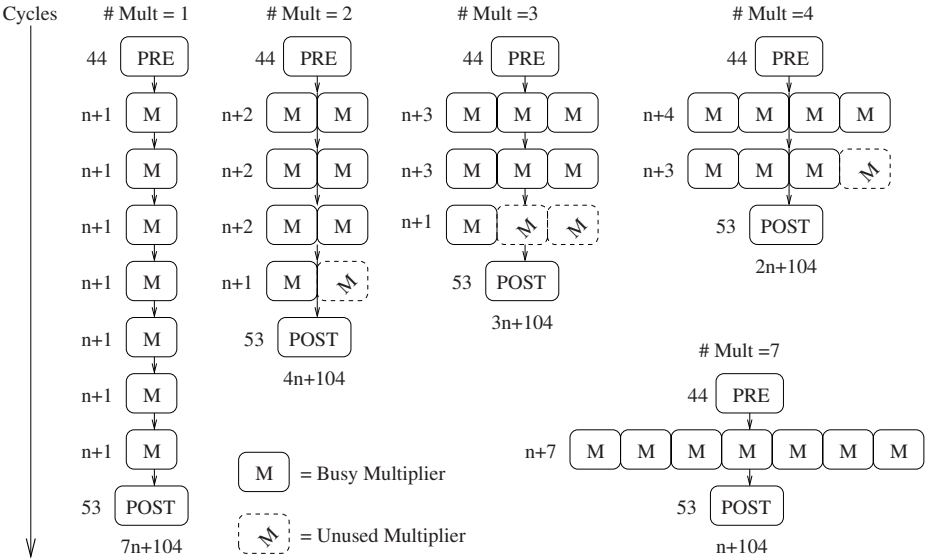 Cycles
# Mult = 1
44 PRE
n+1 M
n+1 M
n+1 M
n+1 M
n+1 M
n+1 M
n+1 M
53 POST
7n+104
# Mult = 2
44 PRE
n+2 M M
n+2 M M
n+2 M M
n+1 M M
53 POST
4n+104
# Mult =3
44 PRE
n+3 M M M
n+3 M M M
n+1 M M M
53 POST
3n+104
# Mult =4
44 PRE
n+4 M M M M
n+3 M M M M
53 POST
2n+104
# Mult =7
44 PRE
n+7 M M M M M M M
53 POST
n+104
M = Busy Multiplier
M = Unused Multiplier